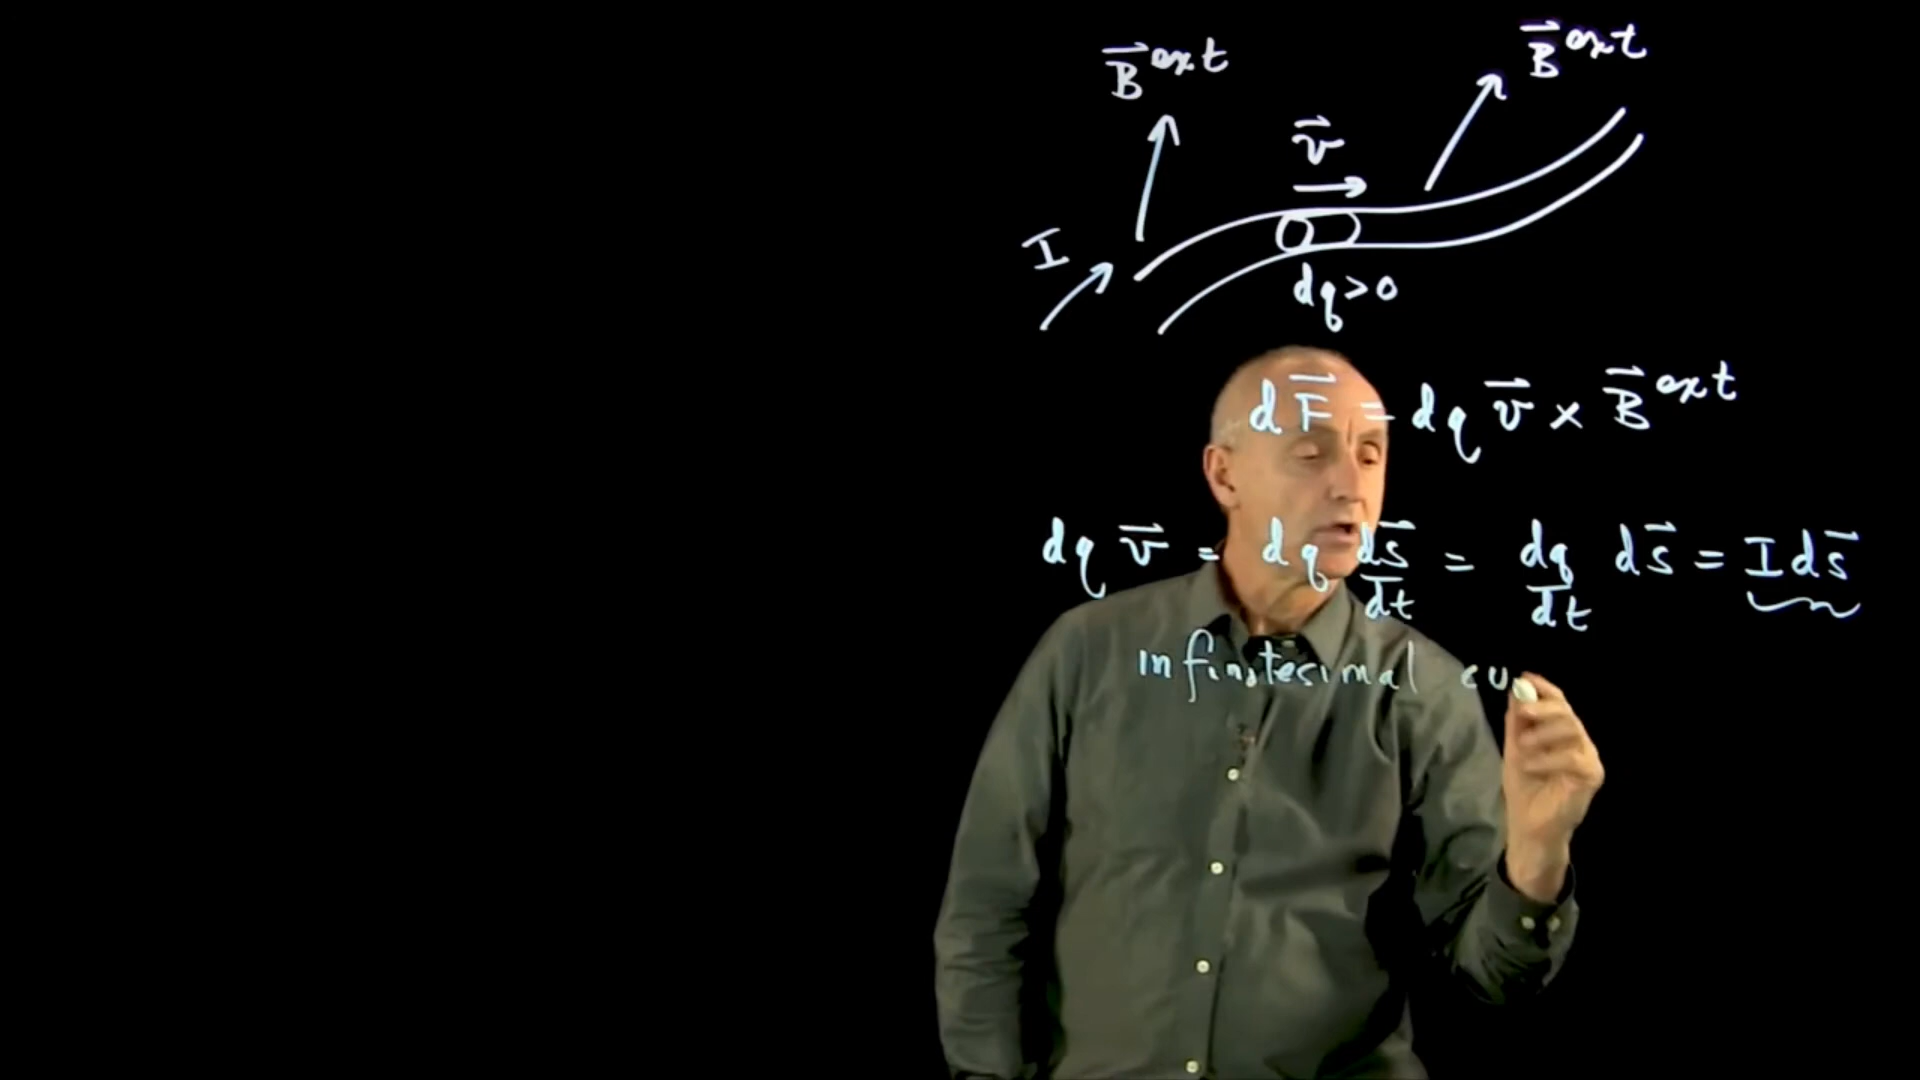 B⃗^ext
B⃗^ext
v⃗
I
dq > 0
dF⃗ = dq v⃗ × B⃗^ext
dq v⃗ = dq ds⃗/dt = dq/dt ds⃗ = I ds⃗
infinitesimal cu